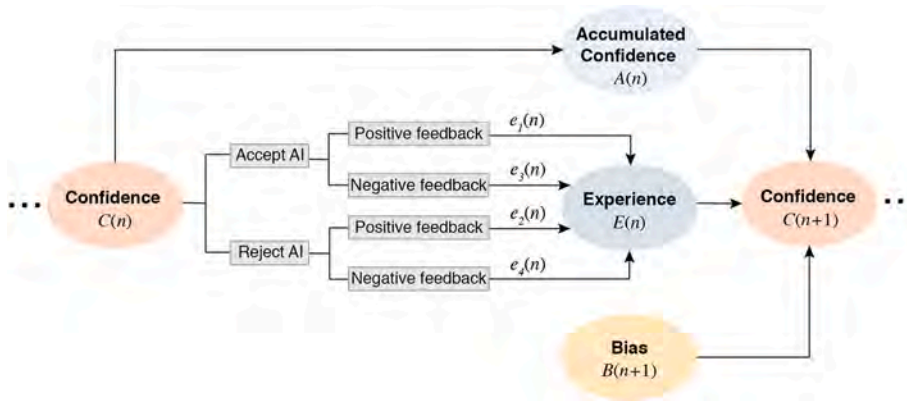 Accumulated
Confidence
A(n)
Positive feedback
e₁(n)
Accept AI
Negative feedback
e₃(n)
Confidence
C(n)
Experience
E(n)
Confidence
C(n+1)
Positive feedback
e₂(n)
Reject AI
Negative feedback
e₄(n)
Bias
B(n+1)